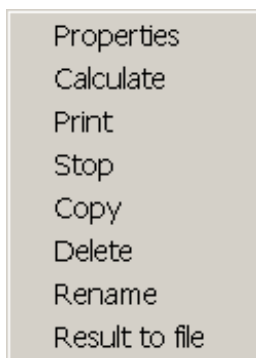 Properties
Calculate
Print
Stop
Copy
Delete
Rename
Result to file